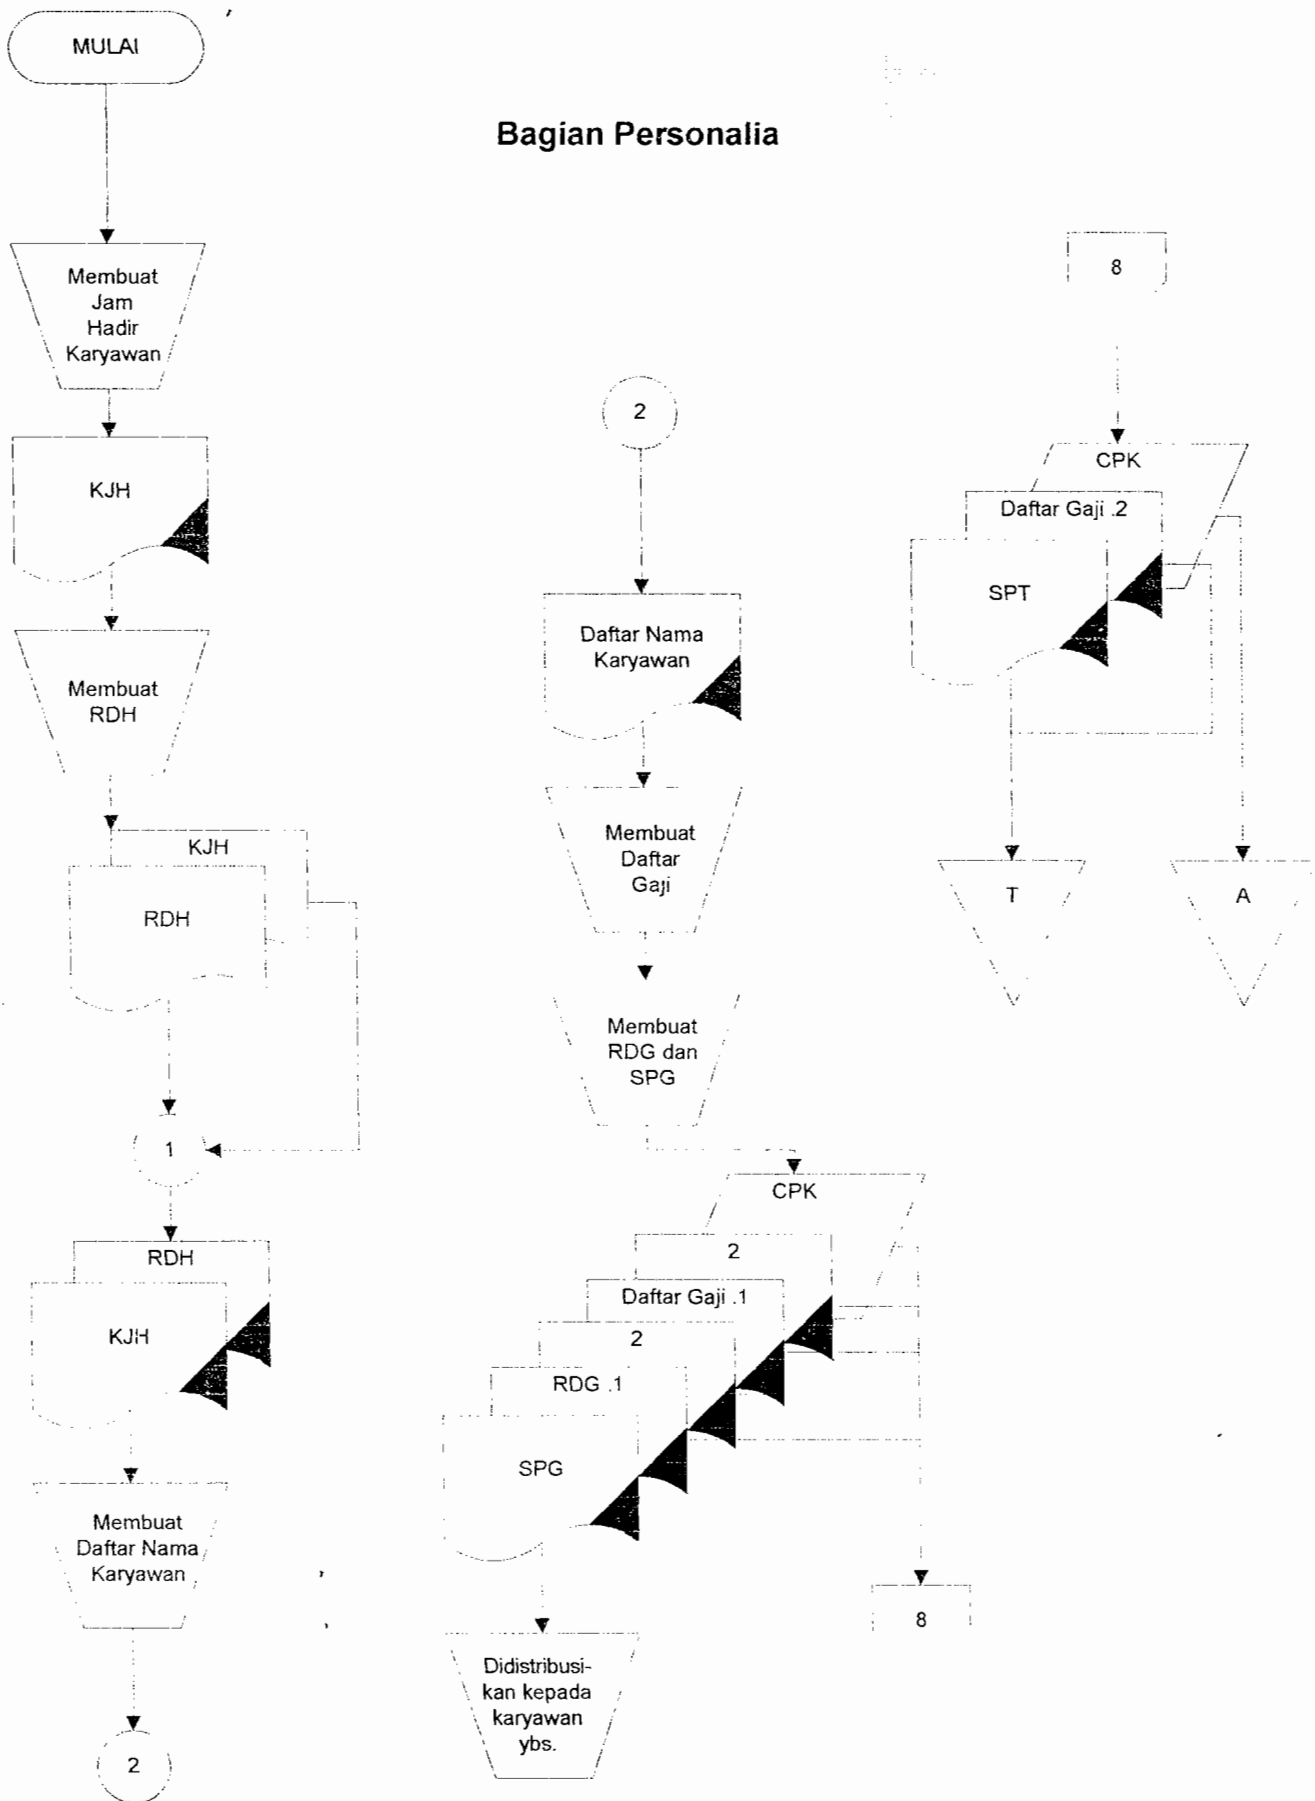 MULAI
Bagian Personalia
Membuat
Jam
Hadir
Karyawan
KJH
Membuat
RDH
KJH
RDH
1
RDH
KJH
Membuat
Daftar Nama
Karyawan
2
2
Daftar Nama
Karyawan
Membuat
Daftar
Gaji
Membuat
RDG dan
SPG
CPK
2
Daftar Gaji .1
2
RDG .1
SPG
Didistribusi-
kan kepada
karyawan
ybs.
8
8
CPK
Daftar Gaji .2
SPT
T
A